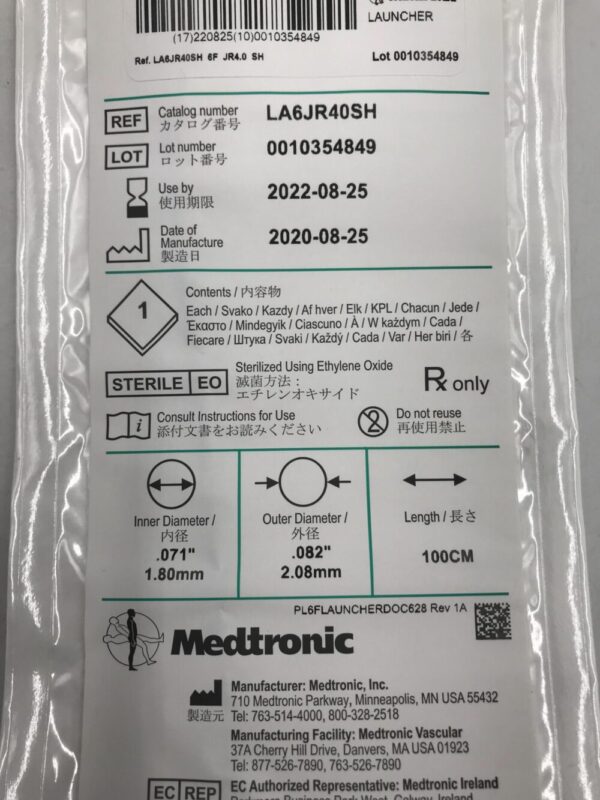 LAUNCHER
(17)220825(10)0010354849
Ref. LA6JR40SH 6F JR4.0 SH
Lot 0010354849
REF
Catalog number
カタログ番号
LA6JR40SH
LOT
Lot number
ロット番号
0010354849
Use by
使用期限
2022-08-25
Date of
Manufacture
製造日
2020-08-25
1
Contents / 内容物
Each / Svako / Kazdy / Af hver / Elk / KPL / Chacun / Jede /
Έκαστο / Mindegyik / Ciascuno / À / W każdym / Cada /
Fiecare / Штука / Svaki / Každý / Cada / Var / Her biri / 各
STERILE EO
Sterilized Using Ethylene Oxide
滅菌方法：
エチレンオキサイド
Rx only
i
Consult Instructions for Use
添付文書をお読みください
2
Do not reuse
再使用禁止
Inner Diameter /
内径
.071"
1.80mm
Outer Diameter /
外径
.082"
2.08mm
Length / 長さ
100CM
PL6FLAUNCHERDOC628 Rev 1A
Medtronic
製造元
Manufacturer: Medtronic, Inc.
710 Medtronic Parkway, Minneapolis, MN USA 55432
Tel: 763-514-4000, 800-328-2518
Manufacturing Facility: Medtronic Vascular
37A Cherry Hill Drive, Danvers, MA USA 01923
Tel: 877-526-7890, 763-526-7890
EC REP
EC Authorized Representative: Medtronic Ireland